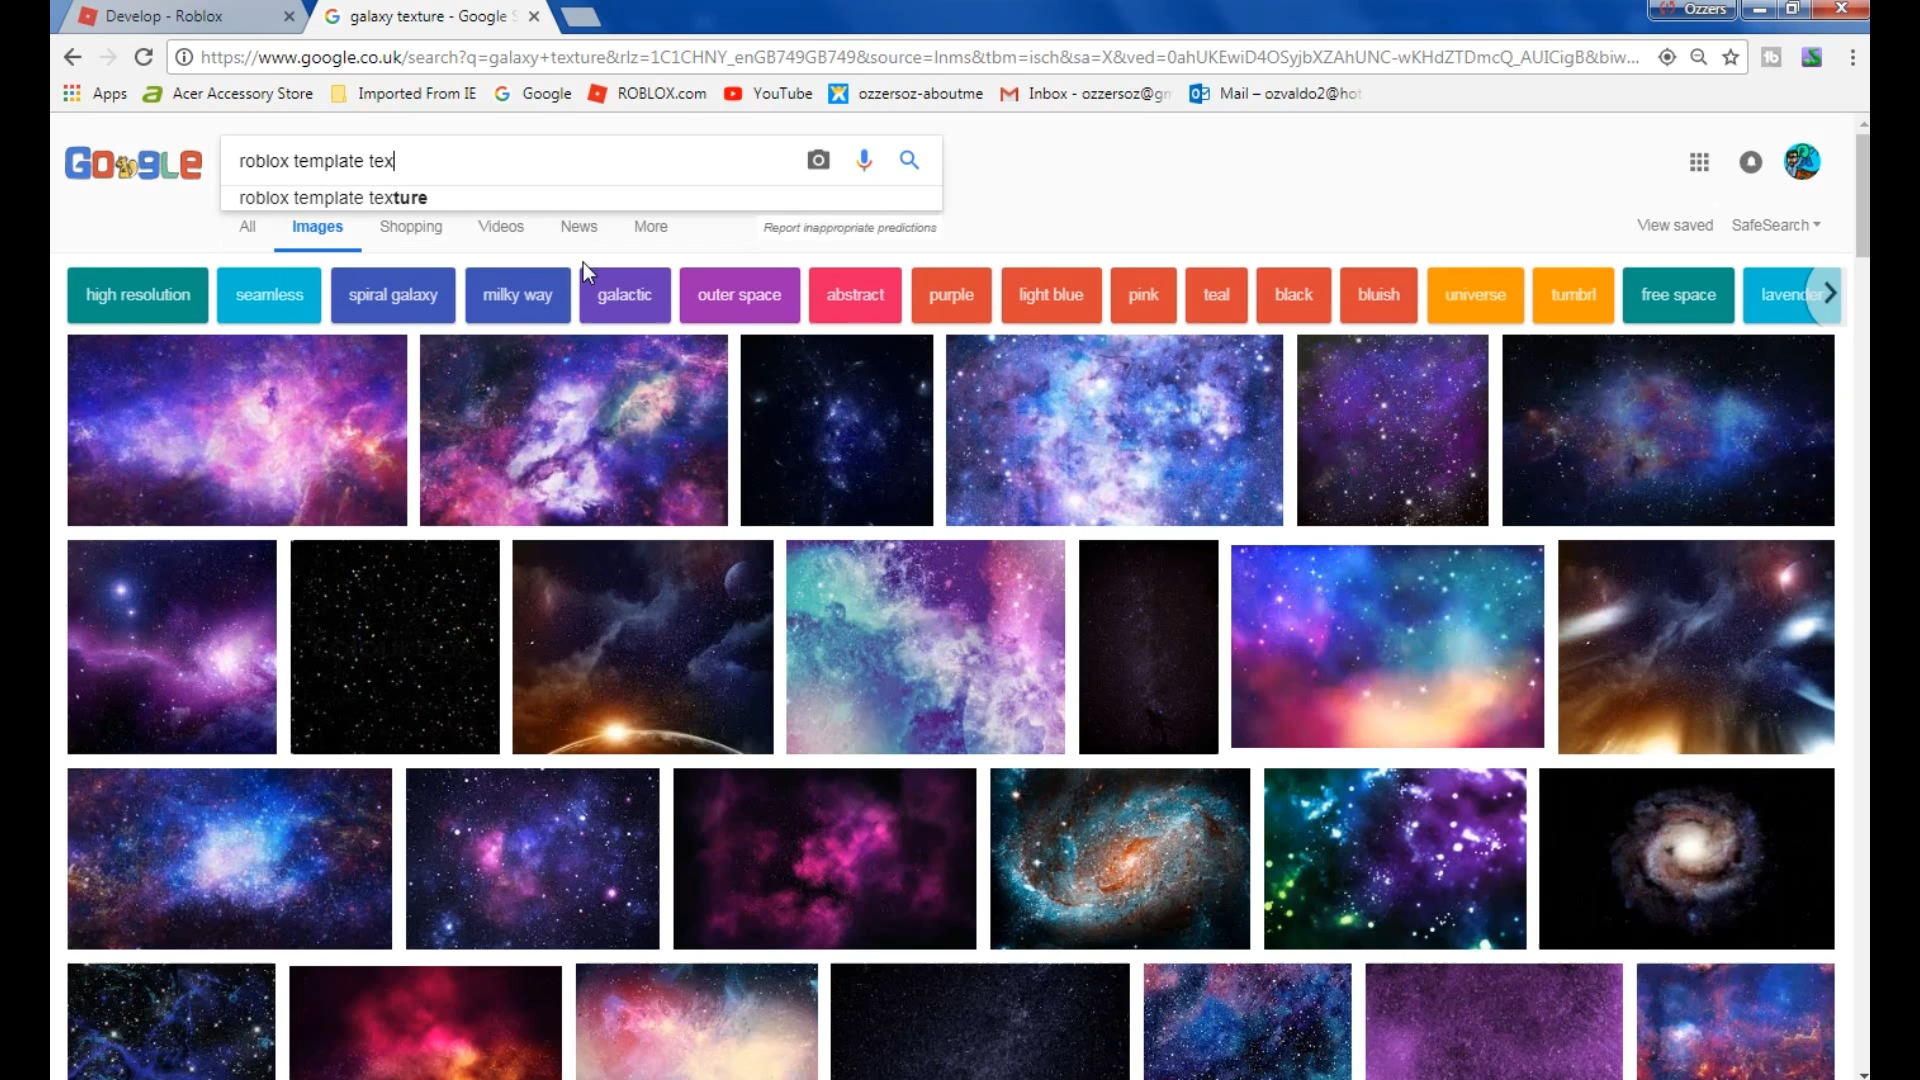 Develop - Roblox
galaxy texture - Google S
Ozzers
https://www.google.co.uk/search?q=galaxy+texture&rlz=1C1CHNY_enGB749GB749&source=lnms&tbm=isch&sa=X&ved=0ahUKEwiD4OSyjbXZAhUNC-wKHdZTDmcQ_AUICigB&biw...
Apps Acer Accessory Store Imported From IE Google ROBLOX.com YouTube ozzersoz-aboutme Inbox - ozzersoz@gm Mail – ozvaldo2@hot
Google
roblox template tex
roblox template texture
All Images Shopping Videos News More
Report inappropriate predictions
View saved SafeSearch
high resolution seamless spiral galaxy milky way galactic outer space abstract purple light blue pink teal black bluish universe tumbrl free space lavender